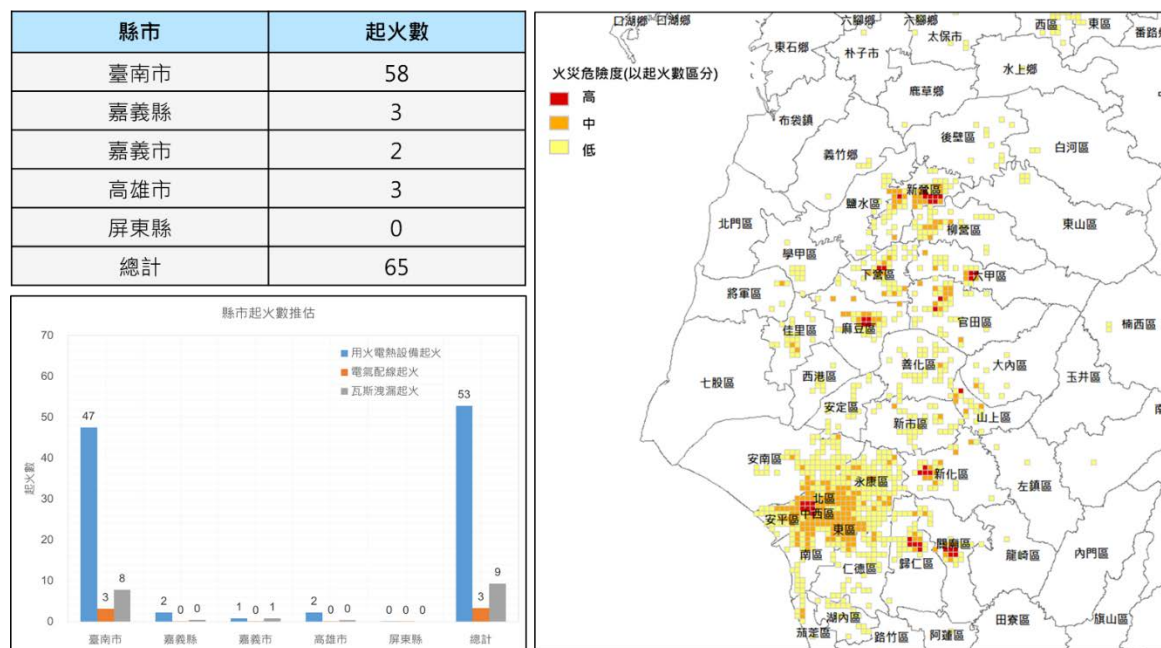 縣市 起火數
臺南市 58
嘉義縣 3
嘉義市 2
高雄市 3
屏東縣 0
總計 65
縣市起火數推估
用火電熱設備起火
電氣配線起火
瓦斯洩漏起火
起火數
70
60
50
40
30
20
10
0
47 3 8
2 0 0
1 0 1
2 0 0
0 0 0
53 3 9
臺南市 嘉義縣 嘉義市 高雄市 屏東縣 總計
火災危險度(以起火數區分)
高
中
低
口湖鄉 口湖鄉 六腳鄉 六腳鄉 西區 東區
太保市 番路
東石鄉 朴子市
水上鄉
鹿草鄉
布袋鎮
後壁區 白河區
義竹鄉
新營區
鹽水區
北門區 柳營區 東山區
學甲區
下營區 六甲區
將軍區
麻豆區 官田區 楠西區
佳里區
善化區 大內區
七股區 西港區 玉井區
安定區 山上區 南
新市區
安南區
永康區 新化區 左鎮區
北區
中西區
安平區 東區
關廟區
南區 歸仁區 龍崎區 內門區
仁德區
湖內區 田寮區 旗山區
茄萣區 路竹區 阿蓮區